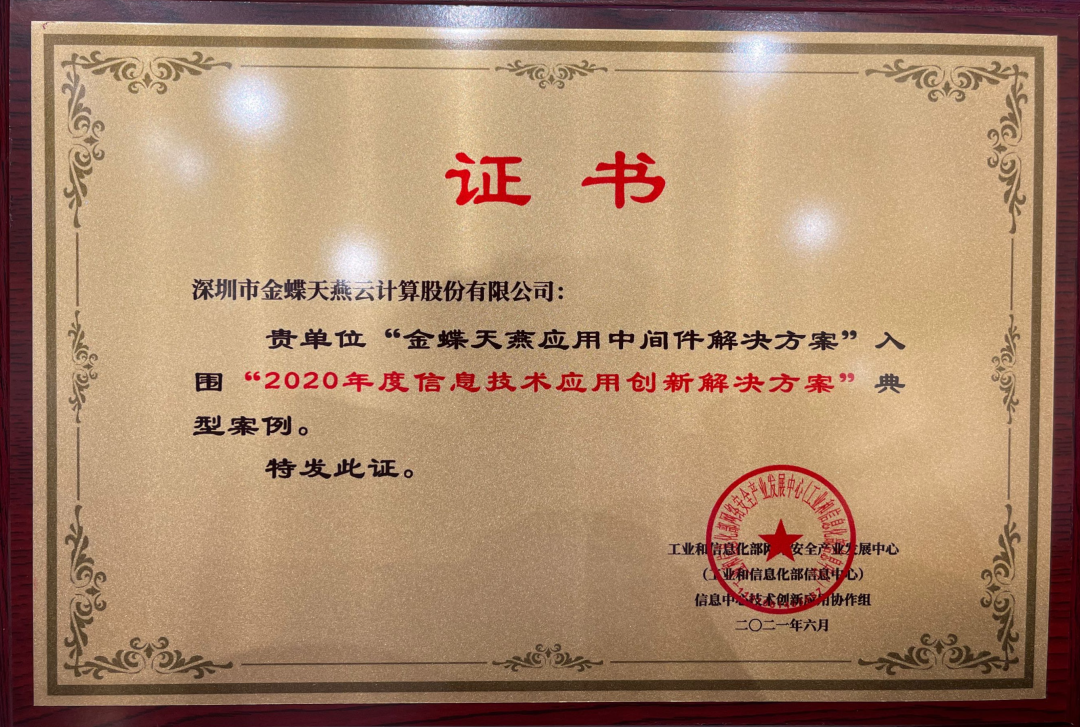 证书
深圳市金蝶天燕云计算股份有限公司：
贵单位“金蝶天燕应用中间件解决方案”入
围“2020年度信息技术应用创新解决方案”典
型案例。
特发此证。
工业和信息化部网络安全产业发展中心
（工业和信息化部信息中心）
信息中心技术创新应用协作组
二〇二一年六月